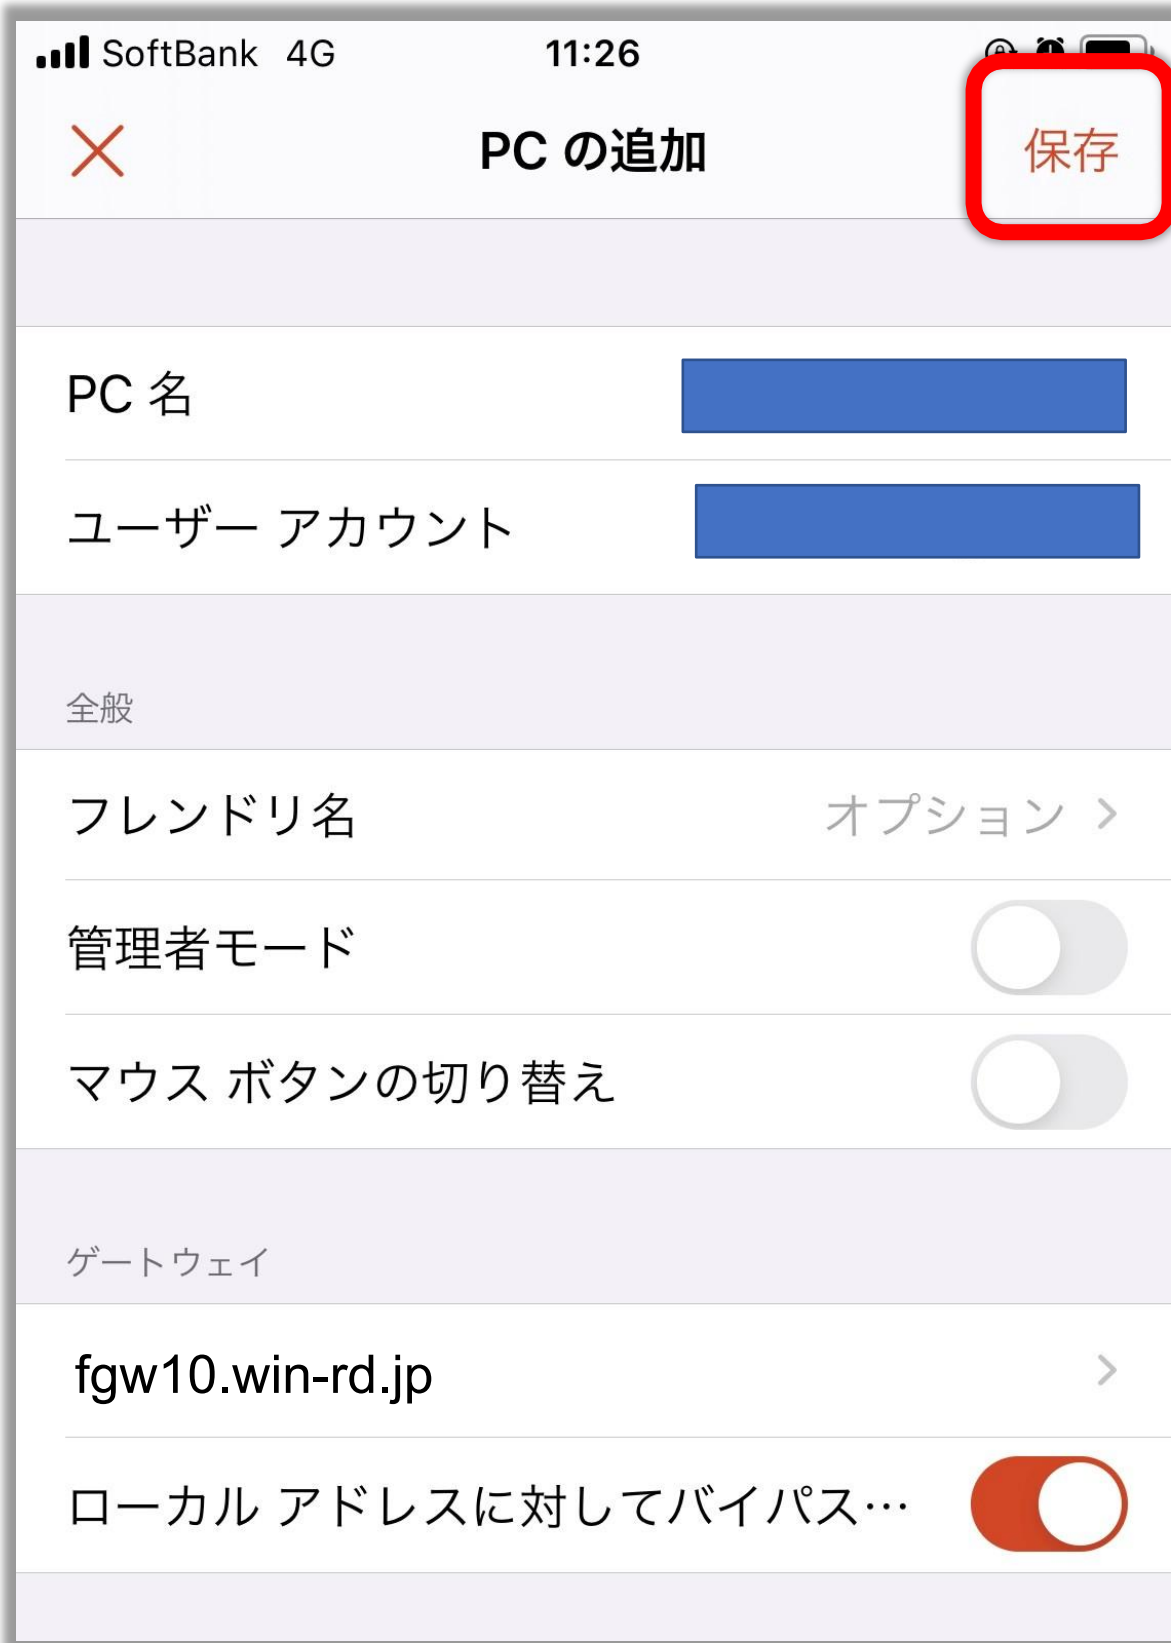 SoftBank 4G 11:26
PC の追加 保存
PC 名
ユーザー アカウント
全般
フレンドリ名 オプション
管理者モード
マウス ボタンの切り替え
ゲートウェイ
fgw10.win-rd.jp
ローカル アドレスに対してバイパス…